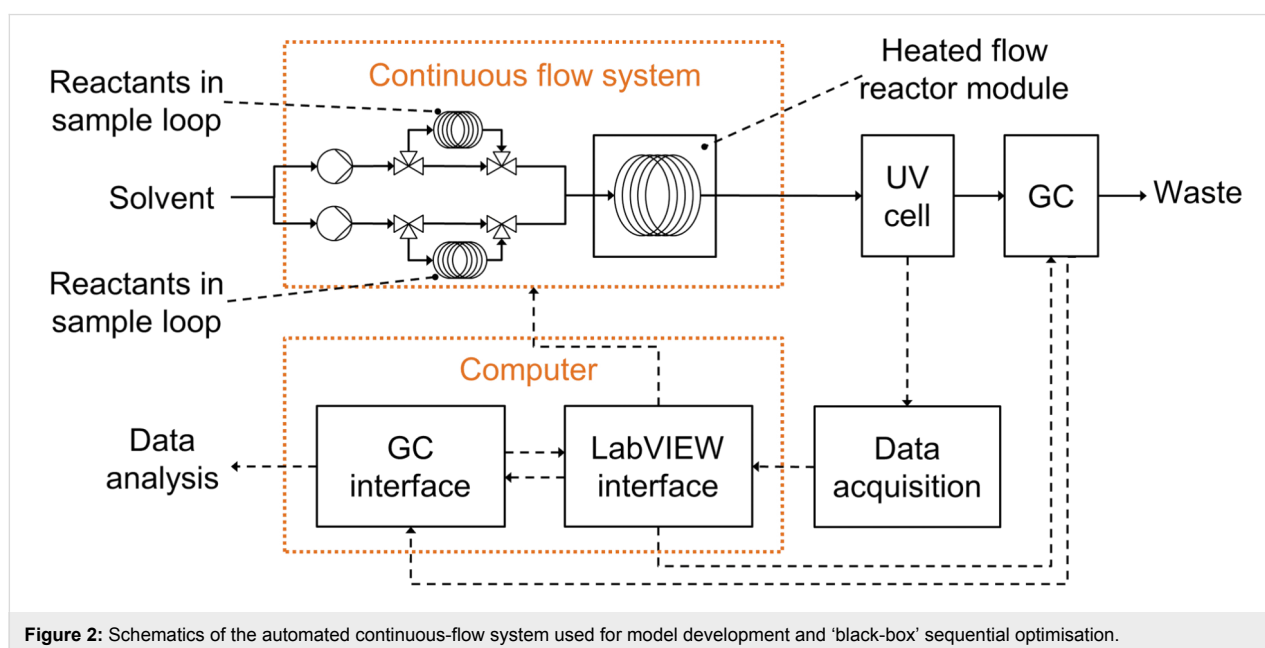 Continuous flow system
Heated flow
reactor module
Reactants in
sample loop
Solvent
UV
cell
GC
Waste
Reactants in
sample loop
Computer
Data
analysis
GC
interface
LabVIEW
interface
Data
acquisition
Figure 2: Schematics of the automated continuous-flow system used for model development and ‘black-box’ sequential optimisation.